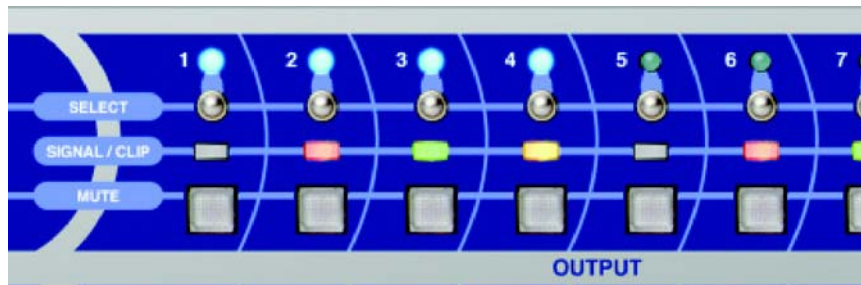 1 2 3 4 5 6 7
SELECT
SIGNAL / CLIP
MUTE
OUTPUT